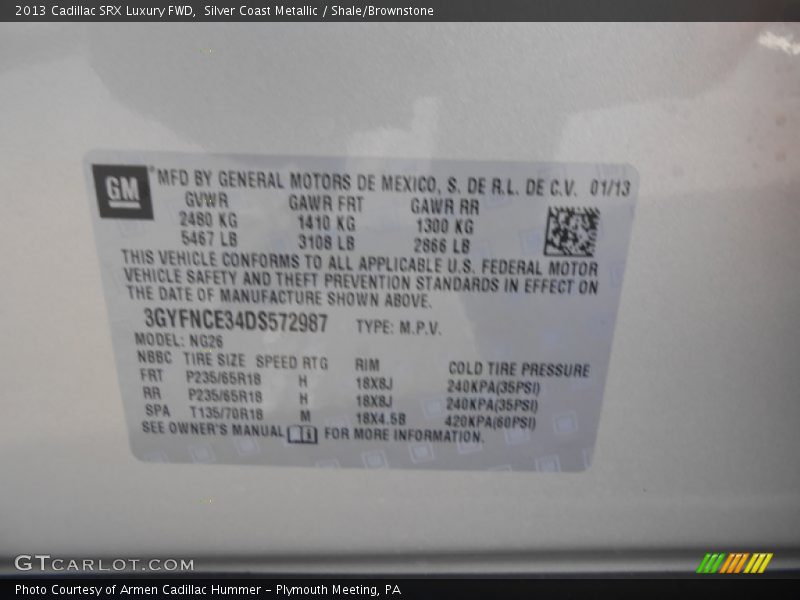 2013 Cadillac SRX Luxury FWD,  Silver Coast Metallic / Shale/Brownstone
GM
® MFD BY GENERAL MOTORS DE MEXICO, S. DE R.L. DE C.V. 01/13
GVWR GAWR FRT GAWR RR
2480 KG 1410 KG 1300 KG
5467 LB 3108 LB 2866 LB
THIS VEHICLE CONFORMS TO ALL APPLICABLE U.S. FEDERAL MOTOR
VEHICLE SAFETY AND THEFT PREVENTION STANDARDS IN EFFECT ON
THE DATE OF MANUFACTURE SHOWN ABOVE.
3GYFNCE34DS572987 TYPE: M.P.V.
MODEL: NG26
NBBC TIRE SIZE SPEED RTG RIM COLD TIRE PRESSURE
FRT P235/65R18 H 18X8J 240KPA(35PSI)
RR P235/65R18 H 18X8J 240KPA(35PSI)
SPA T135/70R18 M 18X4.5B 420KPA(60PSI)
SEE OWNER'S MANUAL FOR MORE INFORMATION.
GTCARLOT.COM
Photo Courtesy of Armen Cadillac Hummer - Plymouth Meeting, PA